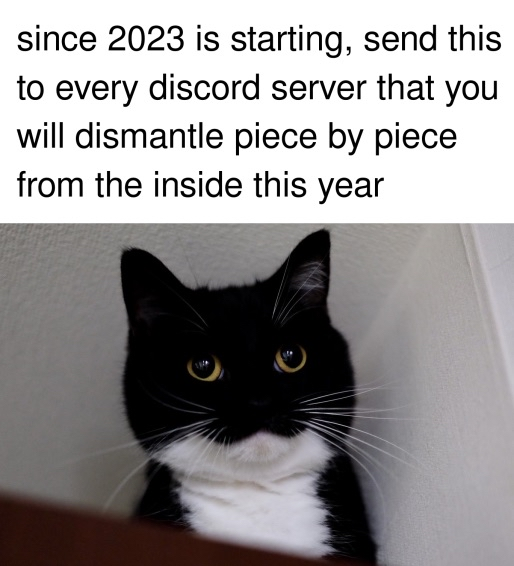 since 2023 is starting, send this
to every discord server that you
will dismantle piece by piece
from the inside this year